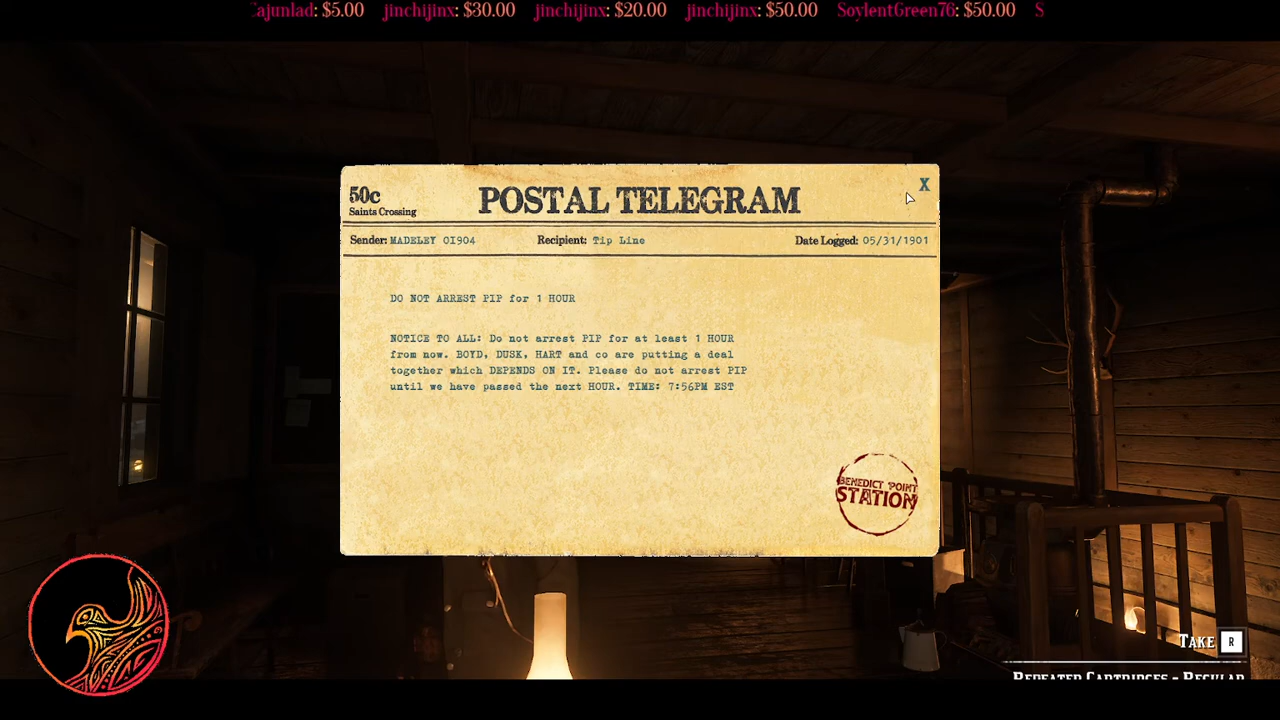 ajunlad: $5.00 jinchijinx: $30.00 jinchijinx: $20.00 jinchijinx: $50.00 SoylentGreen76: $50.00 S
50c
Saints Crossing
POSTAL TELEGRAM
X
Sender: MADELEY OI904 Recipient: Tip Line Date Logged: 05/31/1901
DO NOT ARREST PIP for 1 HOUR
NOTICE TO ALL: Do not arrest PIP for at least 1 HOUR
from now. BOYD, DUSK, HART and co are putting a deal
together which DEPENDS ON IT. Please do not arrest PIP
until we have passed the next HOUR. TIME: 7:56PM EST
BENEDICT POINT
STATION
TAKE R
REPEATER CARTRIDGES - REGULAR